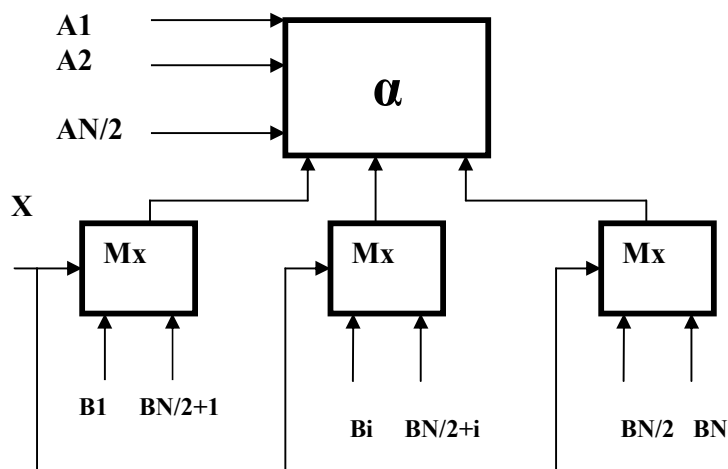 A1
A2
α
AN/2
X
Mx
Mx
Mx
B1 BN/2+1
Bi BN/2+i
BN/2 BN